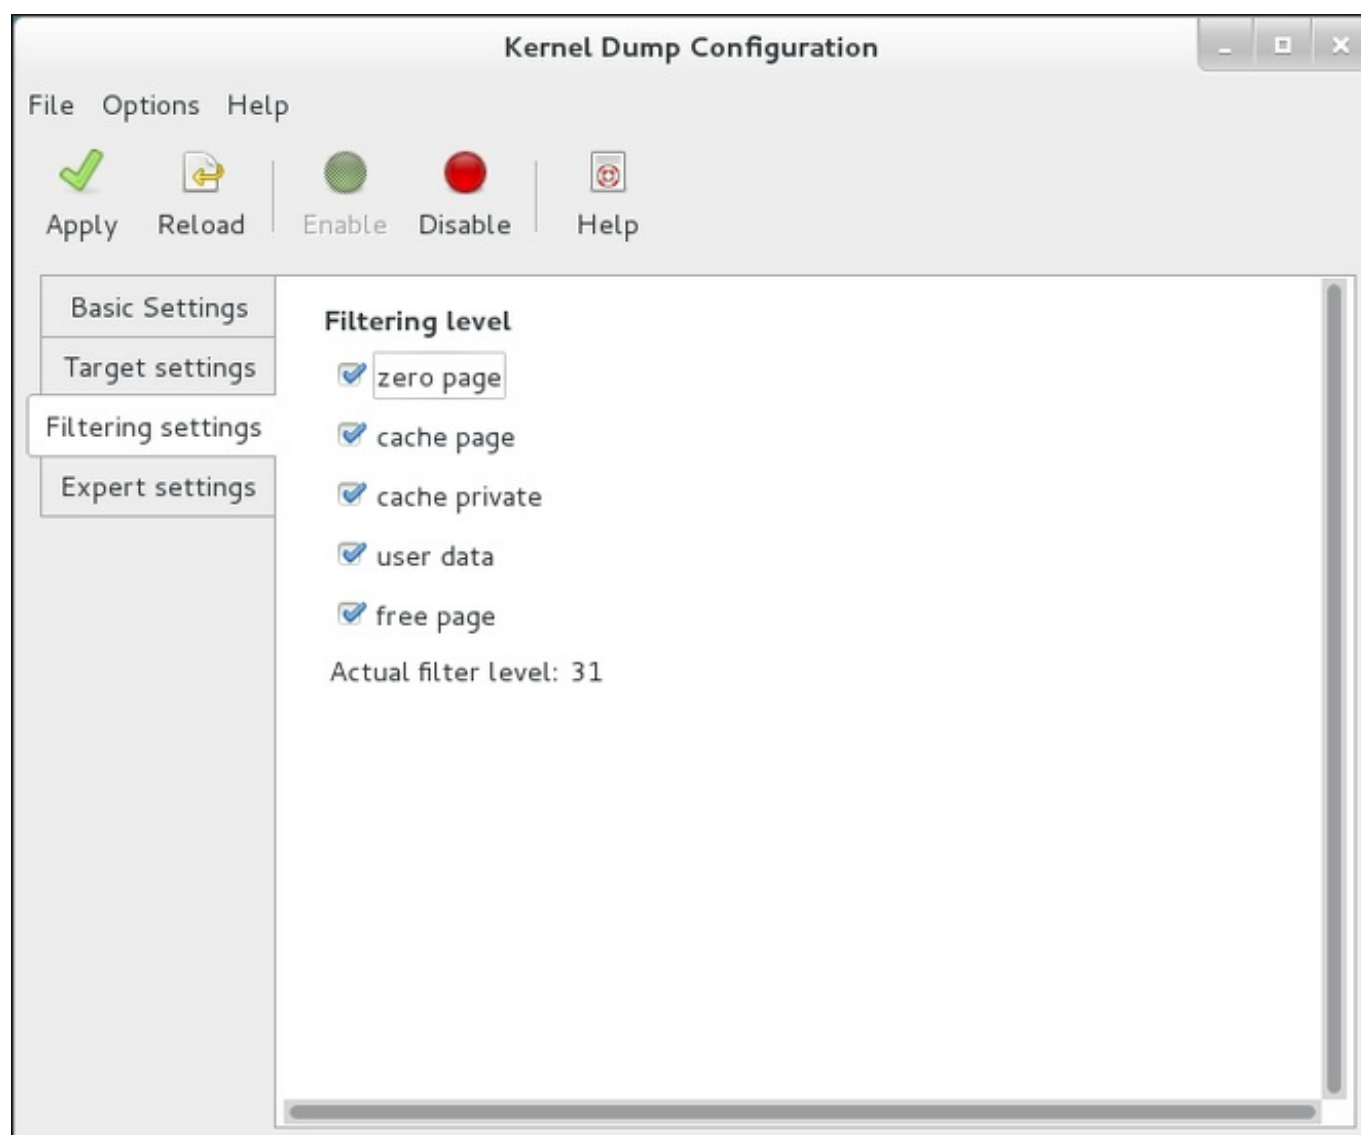 Kernel Dump Configuration
File Options Help
Apply Reload Enable Disable Help
Basic Settings
Target settings
Filtering settings
Expert settings
Filtering level
zero page
cache page
cache private
user data
free page
Actual filter level: 31